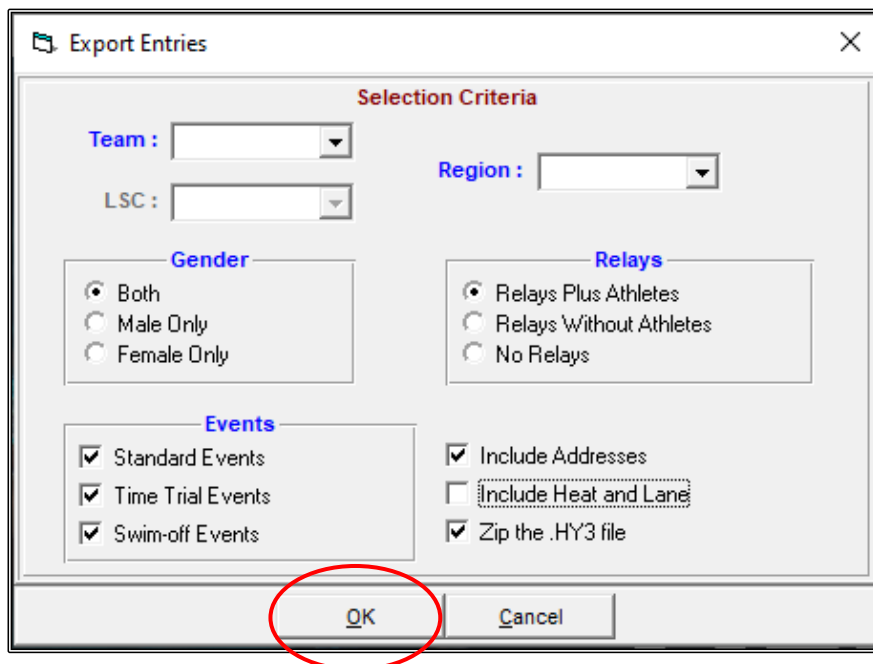 Export Entries
Selection Criteria
Team :
Region :
LSC :
Gender
Both
Male Only
Female Only
Relays
Relays Plus Athletes
Relays Without Athletes
No Relays
Events
Standard Events
Time Trial Events
Swim-off Events
Include Addresses
Include Heat and Lane
Zip the .HY3 file
OK
Cancel